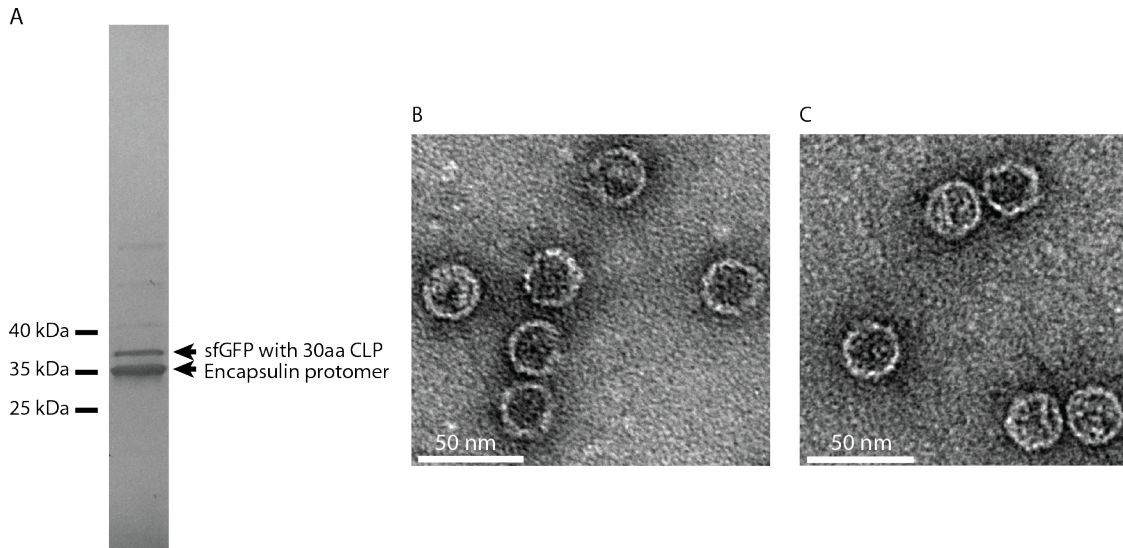 A
B
C
40 kDa
sfGFP with 30aa CLP
35 kDa
Encapsulin protomer
25 kDa
50 nm
50 nm